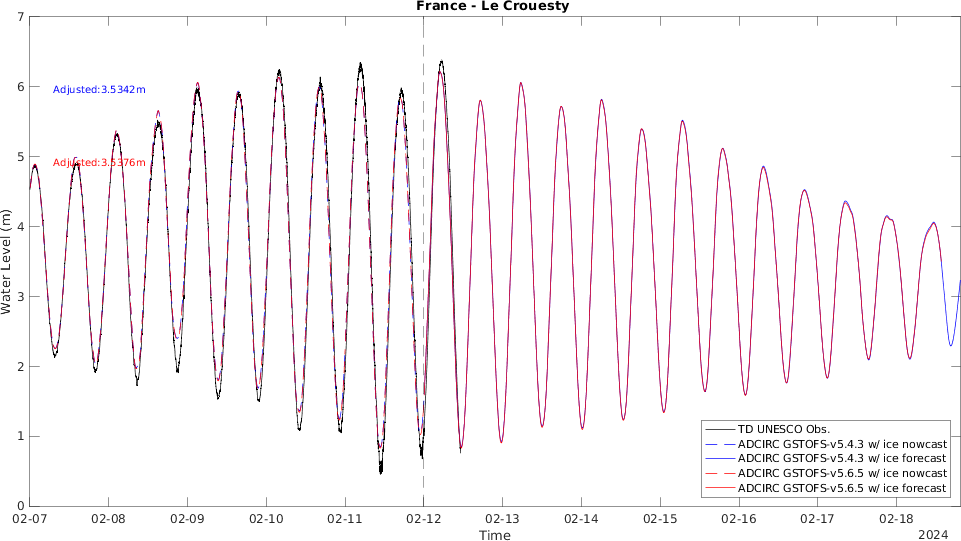 France - Le Crouesty
7
6
5
4
3
2
1
0
Water Level (m)
Adjusted:3.5342m
Adjusted:3.5376m
TD UNESCO Obs.
ADCIRC GSTOFS-v5.4.3 w/ ice nowcast
ADCIRC GSTOFS-v5.4.3 w/ ice forecast
ADCIRC GSTOFS-v5.6.5 w/ ice nowcast
ADCIRC GSTOFS-v5.6.5 w/ ice forecast
02-07 02-08 02-09 02-10 02-11 02-12 02-13 02-14 02-15 02-16 02-17 02-18
Time
2024